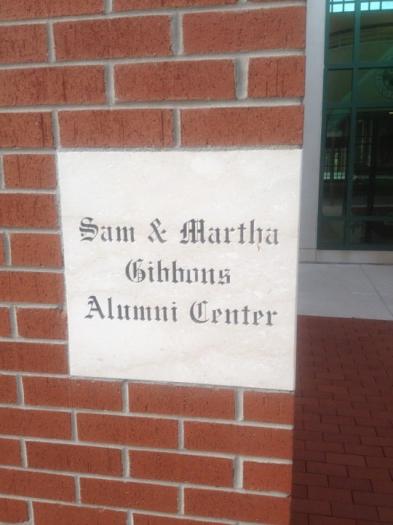 Sam & Martha
Gibbons
Alumni Center